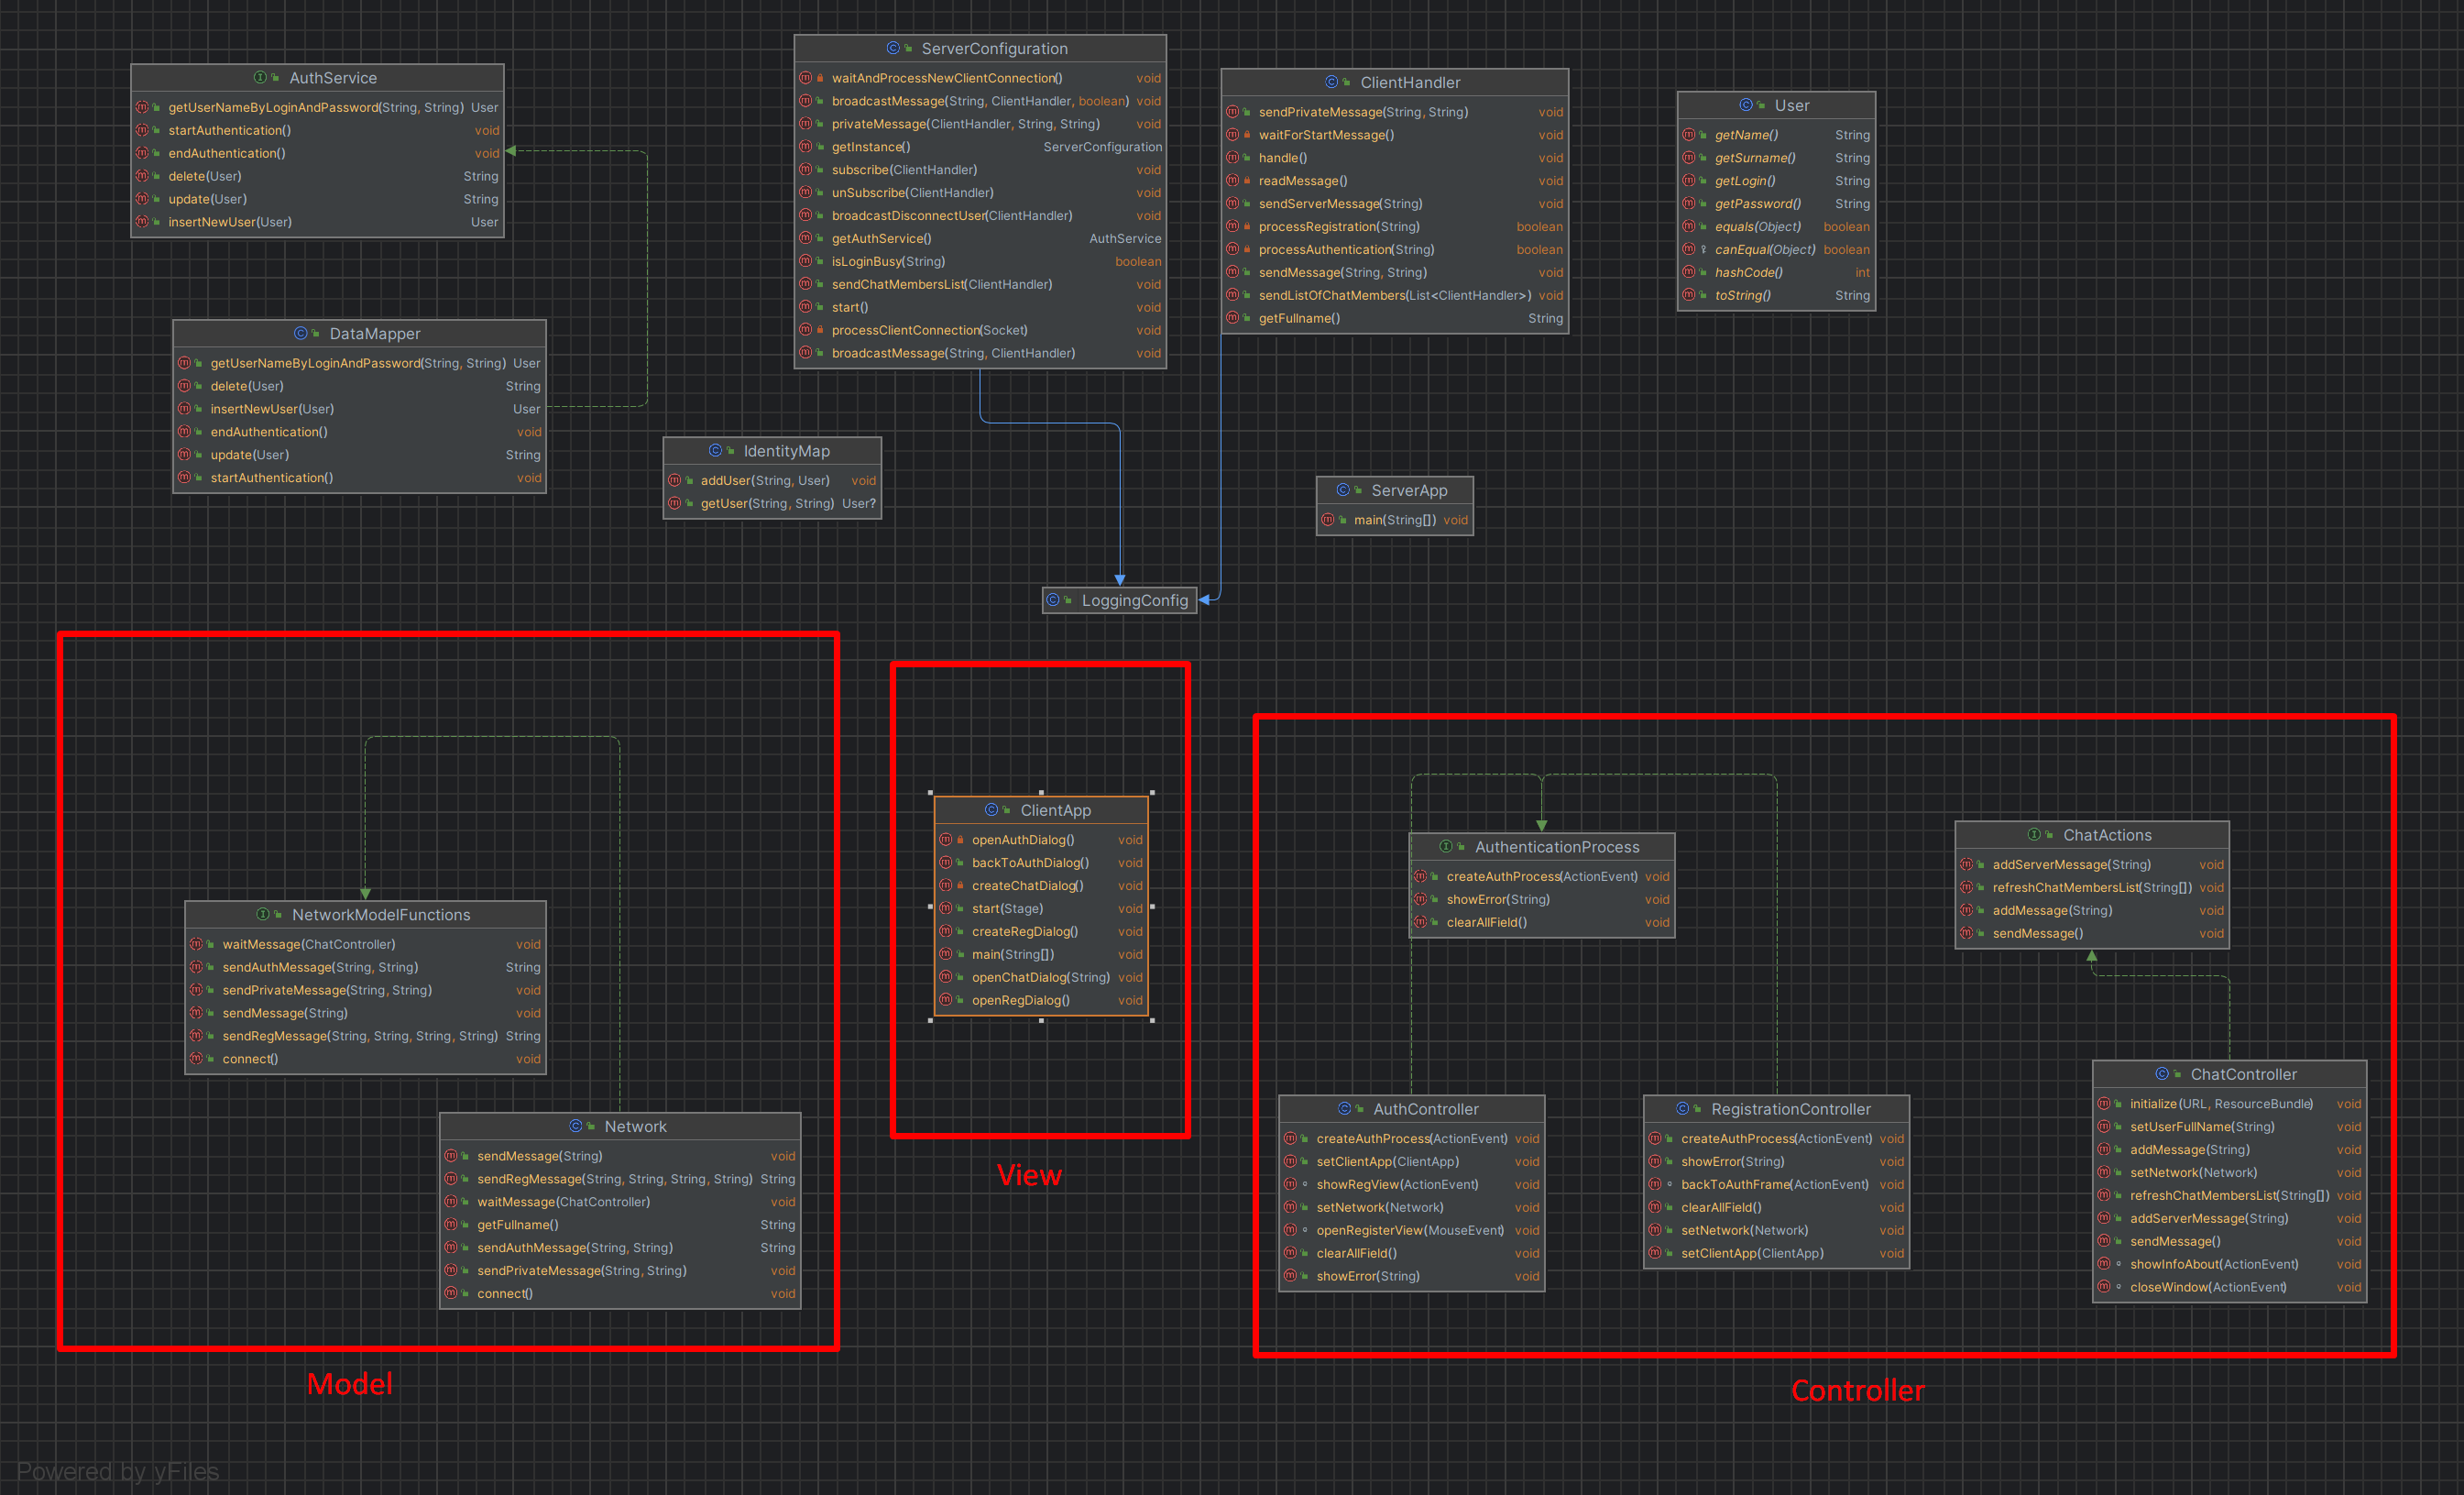 AuthService
getUserNameByLoginAndPassword(String, String) User
startAuthentication() void
endAuthentication() void
delete(User) String
update(User) String
insertNewUser(User) User
ServerConfiguration
waitAndProcessNewClientConnection() void
broadcastMessage(String, ClientHandler, boolean) void
privateMessage(ClientHandler, String, String) void
getInstance() ServerConfiguration
subscribe(ClientHandler) void
unSubscribe(ClientHandler) void
broadcastDisconnectUser(ClientHandler) void
getAuthService() AuthService
isLoginBusy(String) boolean
sendChatMembersList(ClientHandler) void
start() void
processClientConnection(Socket) void
broadcastMessage(String, ClientHandler) void
ClientHandler
sendPrivateMessage(String, String) void
waitForStartMessage() void
handle() void
readMessage() void
sendServerMessage(String) void
processRegistration(String) boolean
processAuthentication(String) boolean
sendMessage(String, String) void
sendListOfChatMembers(List<ClientHandler>) void
getFullname() String
User
getName() String
getSurname() String
getLogin() String
getPassword() String
equals(Object) boolean
canEqual(Object) boolean
hashCode() int
toString() String
DataMapper
getUserNameByLoginAndPassword(String, String) User
delete(User) String
insertNewUser(User) User
endAuthentication() void
update(User) String
startAuthentication() void
IdentityMap
addUser(String, User) void
getUser(String, String) User?
ServerApp
main(String[]) void
LoggingConfig
NetworkModelFunctions
waitMessage(ChatController) void
sendAuthMessage(String, String) String
sendPrivateMessage(String, String) void
sendMessage(String) void
sendRegMessage(String, String, String, String) String
connect() void
Network
sendMessage(String) void
sendRegMessage(String, String, String, String) String
waitMessage(ChatController) void
getFullname() String
sendAuthMessage(String, String) String
sendPrivateMessage(String, String) void
connect() void
Model
ClientApp
openAuthDialog() void
backToAuthDialog() void
createChatDialog() void
start(Stage) void
createRegDialog() void
main(String[]) void
openChatDialog(String) void
openRegDialog() void
View
AuthenticationProcess
createAuthProcess(ActionEvent) void
showError(String) void
clearAllField() void
ChatActions
addServerMessage(String) void
refreshChatMembersList(String[]) void
addMessage(String) void
sendMessage() void
AuthController
createAuthProcess(ActionEvent) void
setClientApp(ClientApp) void
showRegView(ActionEvent) void
setNetwork(Network) void
openRegisterView(MouseEvent) void
clearAllField() void
showError(String) void
RegistrationController
createAuthProcess(ActionEvent) void
showError(String) void
backToAuthFrame(ActionEvent) void
clearAllField() void
setNetwork(Network) void
setClientApp(ClientApp) void
ChatController
initialize(URL, ResourceBundle) void
setUserFullName(String) void
addMessage(String) void
setNetwork(Network) void
refreshChatMembersList(String[]) void
addServerMessage(String) void
sendMessage() void
showInfoAbout(ActionEvent) void
closeWindow(ActionEvent) void
Controller
Powered by yFiles